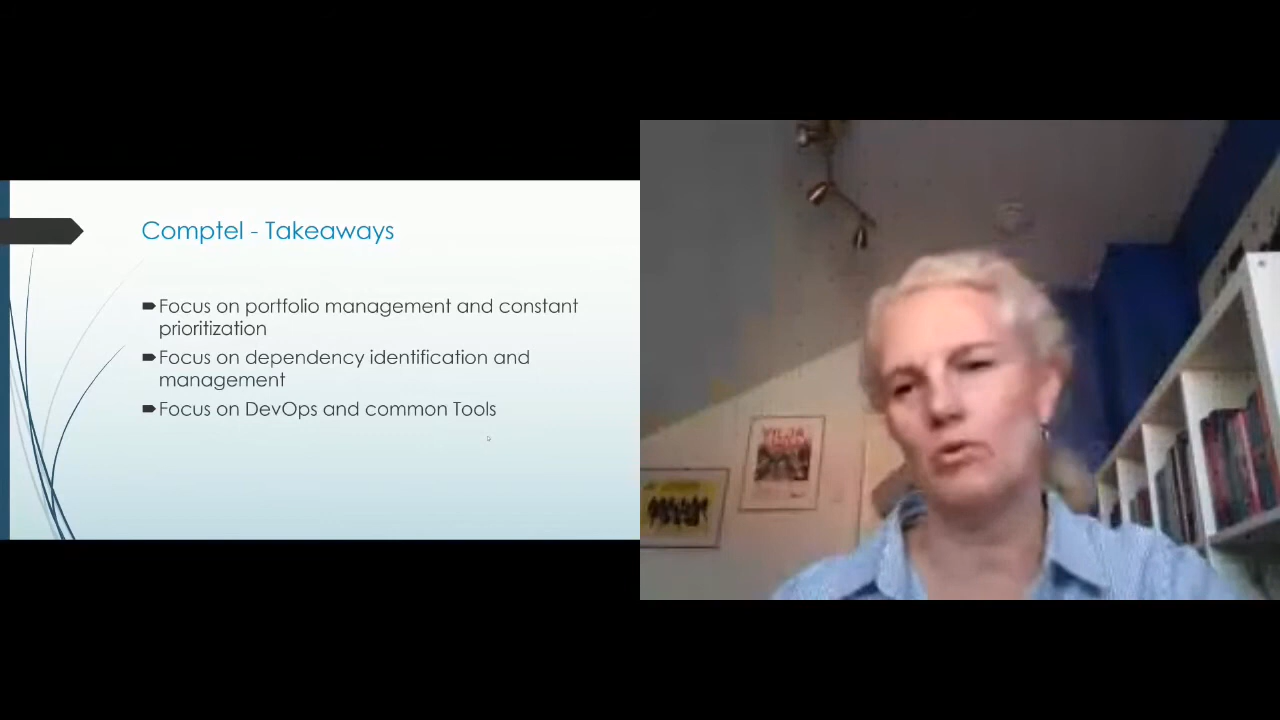 Comptel - Takeaways
Focus on portfolio management and constant
prioritization
Focus on dependency identification and
management
Focus on DevOps and common Tools
VILJA